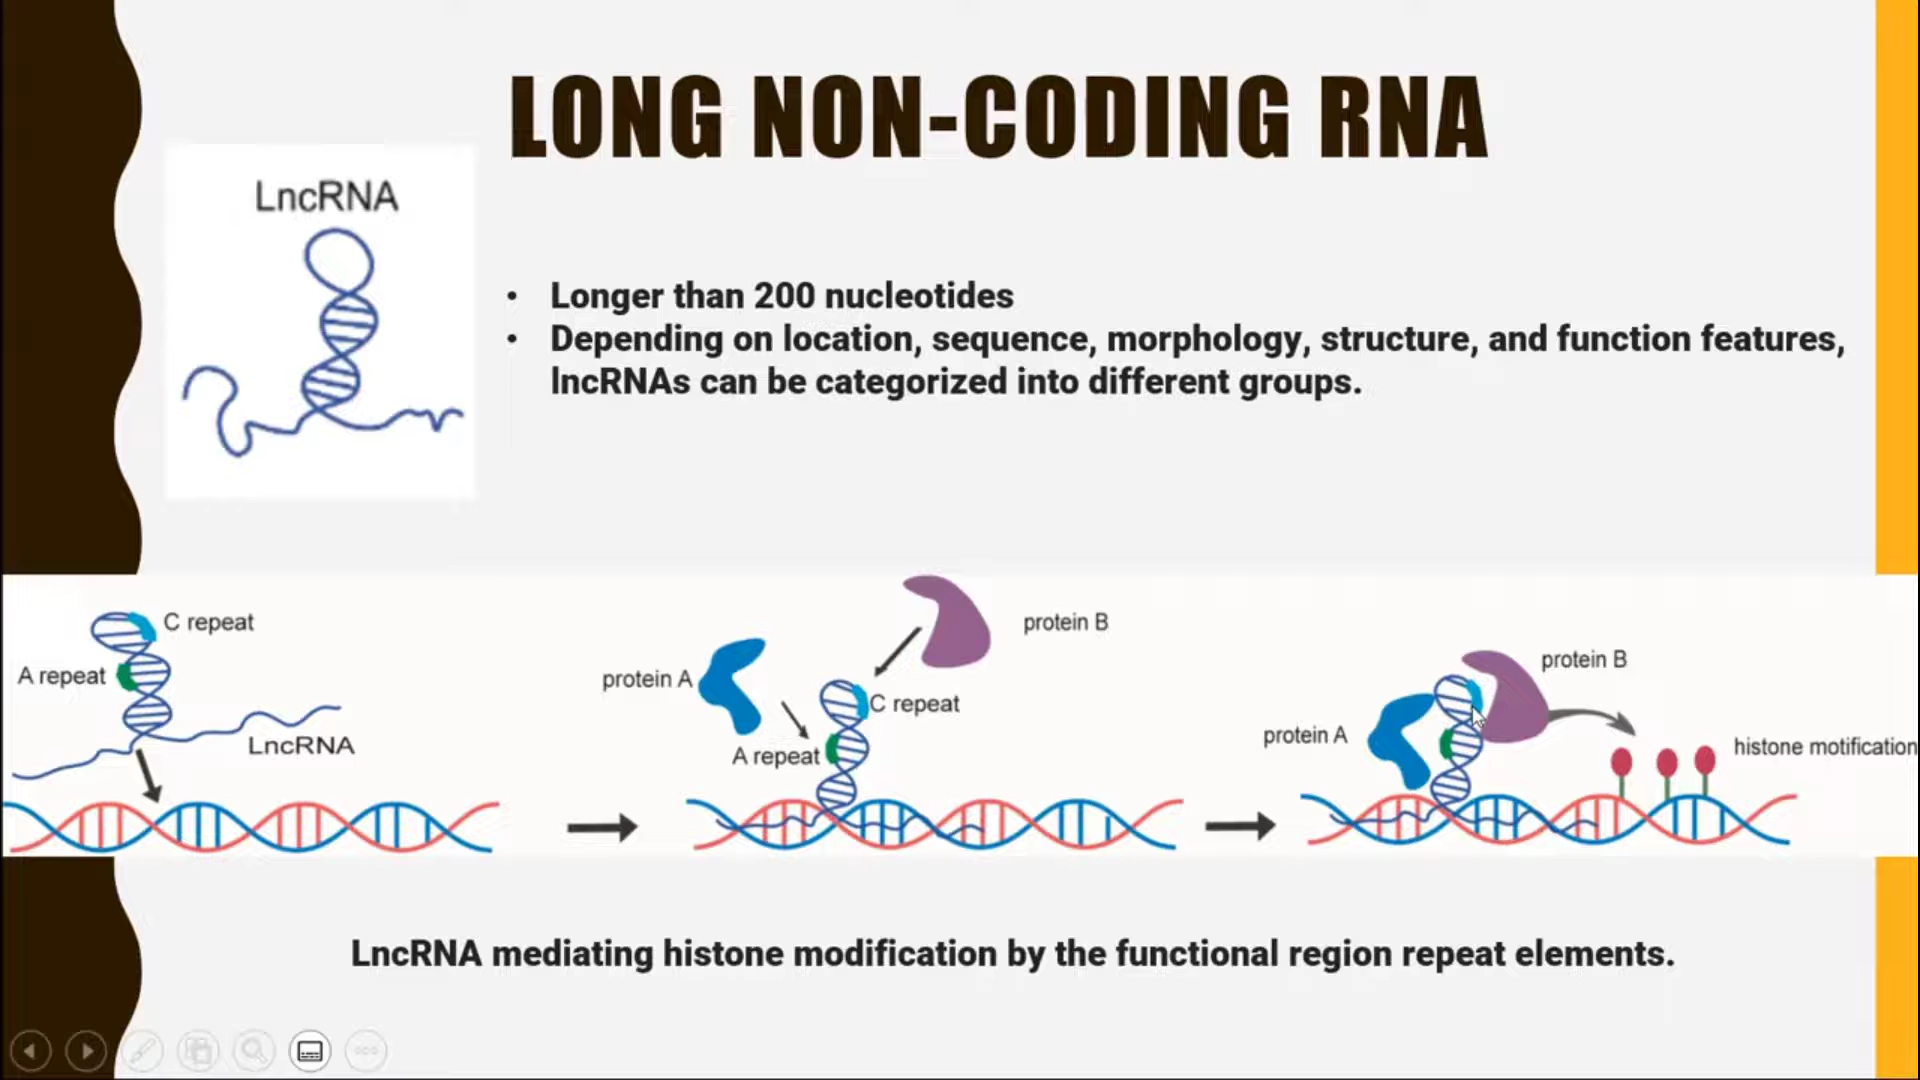 LONG NON-CODING RNA
LncRNA
• Longer than 200 nucleotides
• Depending on location, sequence, morphology, structure, and function features,
lncRNAs can be categorized into different groups.
C repeat
A repeat
LncRNA
protein B
protein A
C repeat
A repeat
protein B
protein A
histone motification
LncRNA mediating histone modification by the functional region repeat elements.